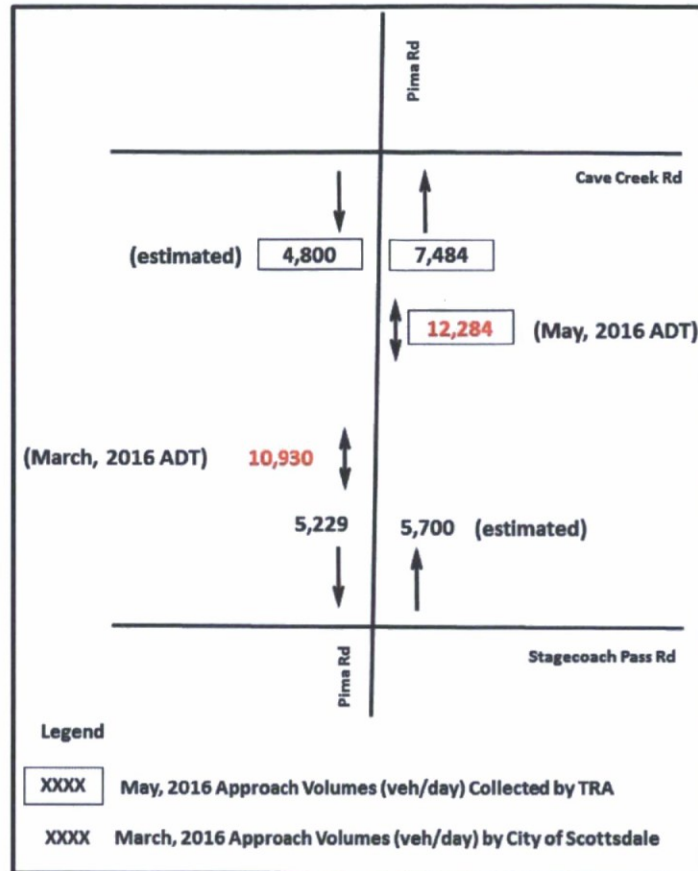 Pima Rd
Cave Creek Rd
(estimated) 4,800 7,484
12,284 (May, 2016 ADT)
(March, 2016 ADT) 10,930
5,229 5,700 (estimated)
Stagecoach Pass Rd
Pima Rd
Legend
XXXX May, 2016 Approach Volumes (veh/day) Collected by TRA
XXXX March, 2016 Approach Volumes (veh/day) by City of Scottsdale